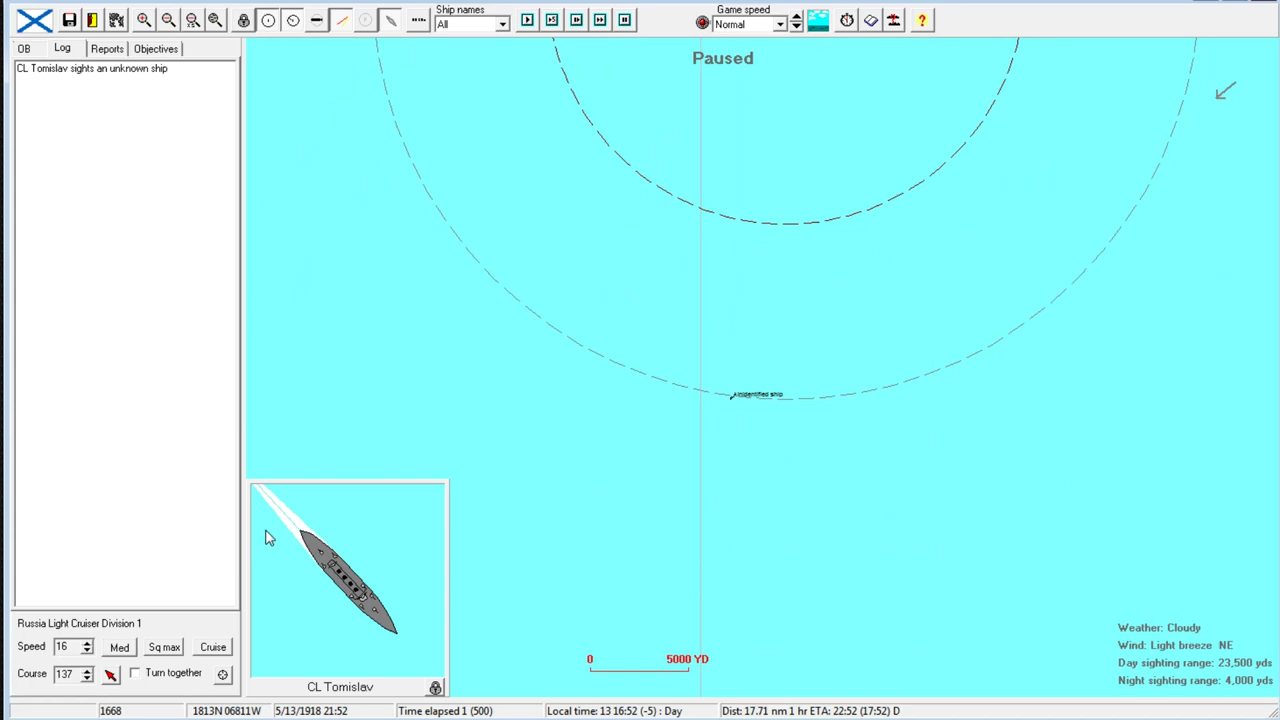 Ship names
All
Game speed
Normal
OB Log Reports Objectives
CL Tomislav sights an unknown ship
Paused
Unidentified ship
Russia Light Cruiser Division 1
Speed 16 Med Sq max Cruise
Course 137 Turn together
CL Tomislav
0 5000 YD
Weather: Cloudy
Wind: Light breeze NE
Day sighting range: 23,500 yds
Night sighting range: 4,000 yds
1668 1813N 06811W 5/13/1918 21:52 Time elapsed 1 (500) Local time: 13 16:52 (-5) : Day Dist: 17.71 nm 1 hr ETA: 22:52 (17:52) D